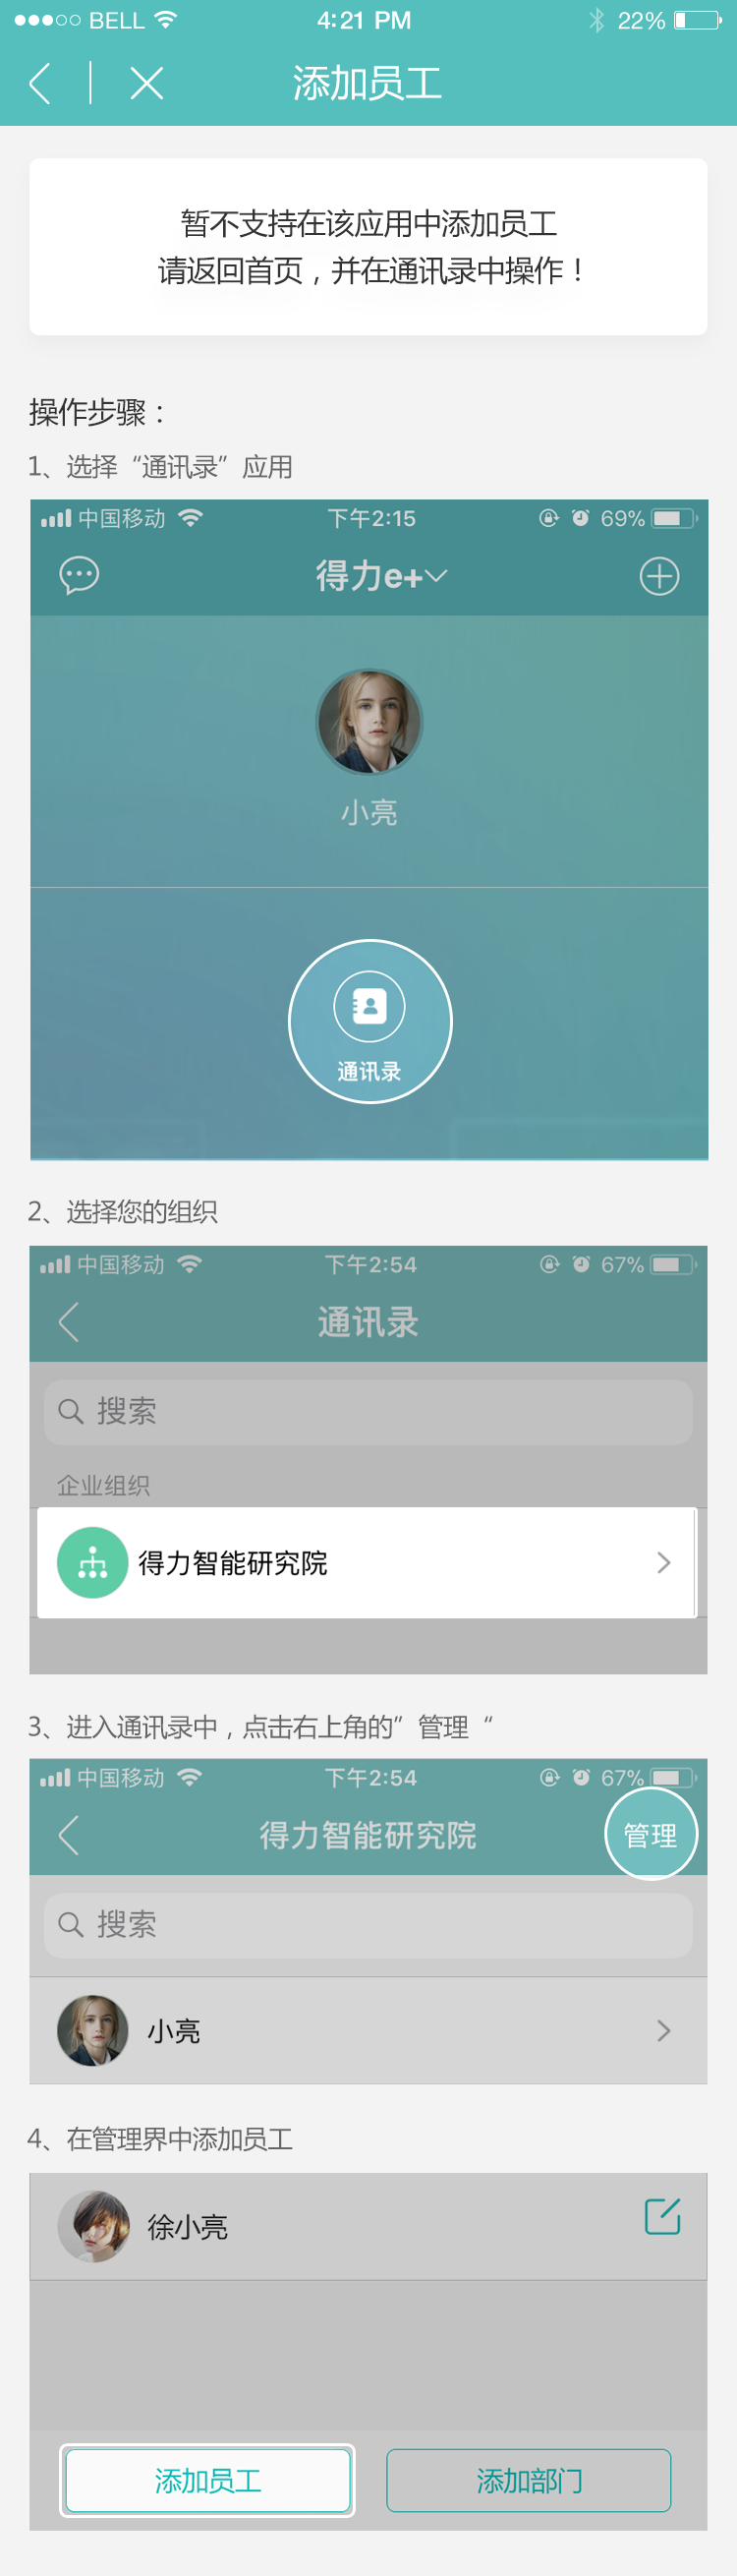 BELL 4:21 PM 22%
添加员工
暂不支持在该应用中添加员工
请返回首页，并在通讯录中操作！
操作步骤：
1、选择“通讯录”应用
中国移动 下午2:15 69%
得力e+
小亮
通讯录
2、选择您的组织
中国移动 下午2:54 67%
通讯录
搜索
企业组织
得力智能研究院
3、进入通讯录中，点击右上角的”管理“
中国移动 下午2:54 67%
得力智能研究院 管理
搜索
小亮
4、在管理界中添加员工
徐小亮
添加员工 添加部门